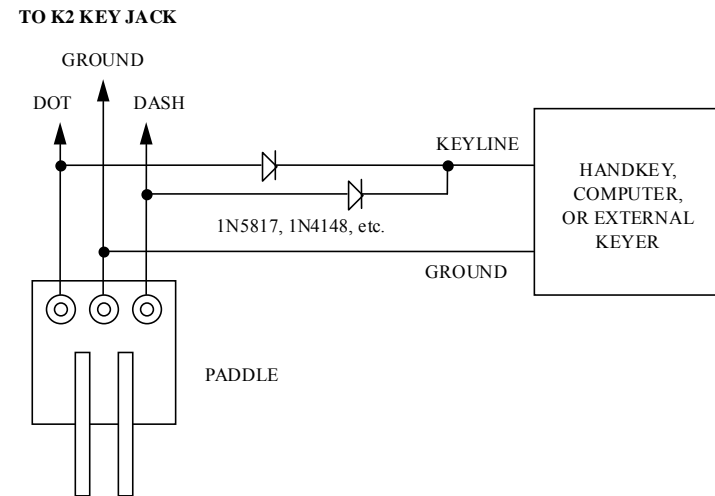 TO K2 KEY JACK
GROUND
DOT
DASH
KEYLINE
HANDKEY,
COMPUTER,
OR EXTERNAL
KEYER
1N5817, 1N4148, etc.
GROUND
PADDLE